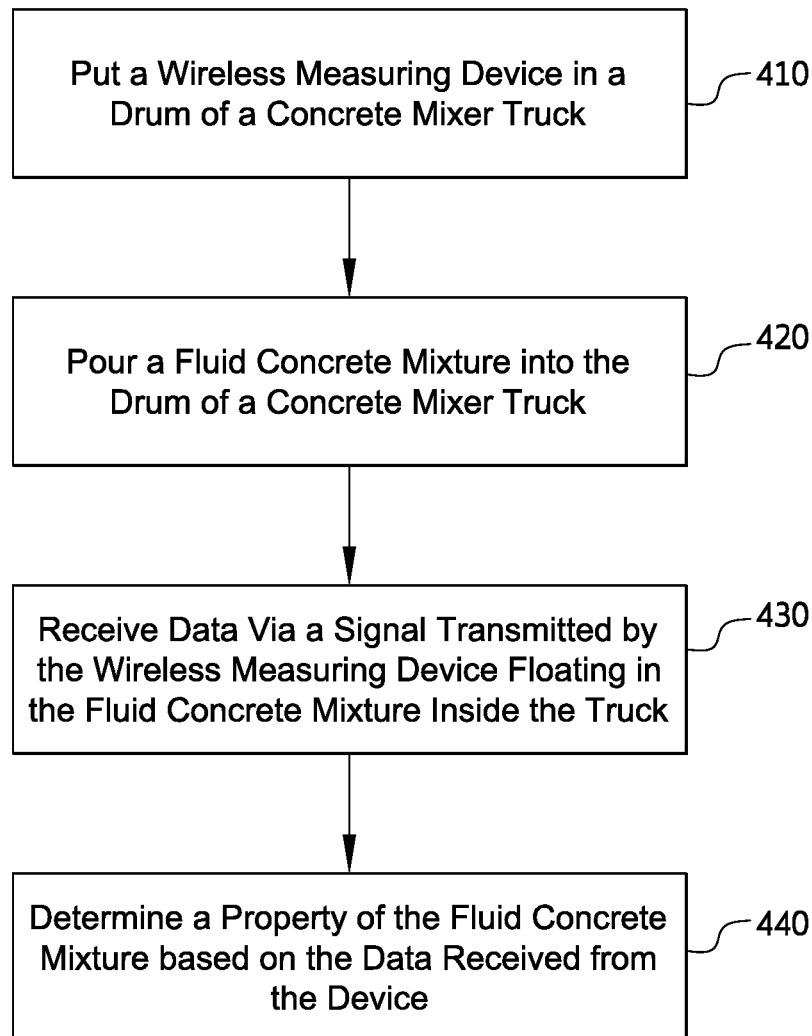 Put a Wireless Measuring Device in a
Drum of a Concrete Mixer Truck
410
Pour a Fluid Concrete Mixture into the
Drum of a Concrete Mixer Truck
420
Receive Data Via a Signal Transmitted by
the Wireless Measuring Device Floating in
the Fluid Concrete Mixture Inside the Truck
430
Determine a Property of the Fluid Concrete
Mixture based on the Data Received from
the Device
440